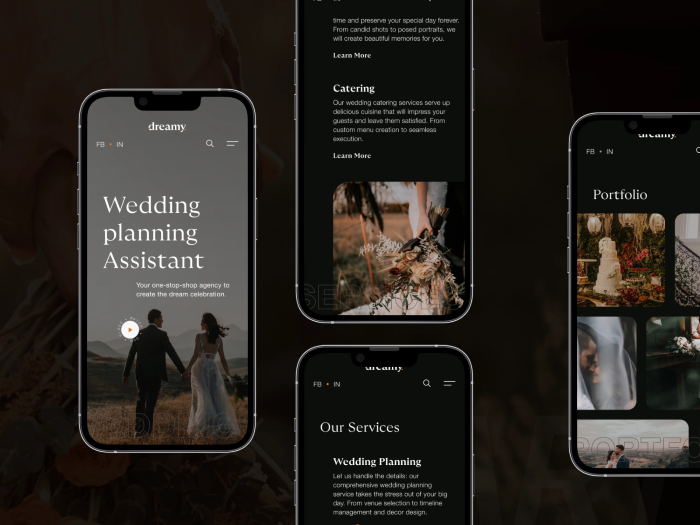 dreamy
FB • IN
Wedding
planning
Assistant
Your one-stop-shop agency to
create the dream celebration.
time and preserve your special day forever.
From candid shots to posed portraits, we
will create beautiful memories for you.
Learn More
Catering
Our wedding catering services serve up
delicious cuisine that will impress your
guests and leave them satisfied. From
custom menu creation to seamless
execution.
Learn More
dreamy
FB • IN
Our Services
Wedding Planning
Let us handle the details: our
comprehensive wedding planning
service takes the stress out of your big
day. From venue selection to timeline
management and decor design.
dreamy
FB • IN
Portfolio